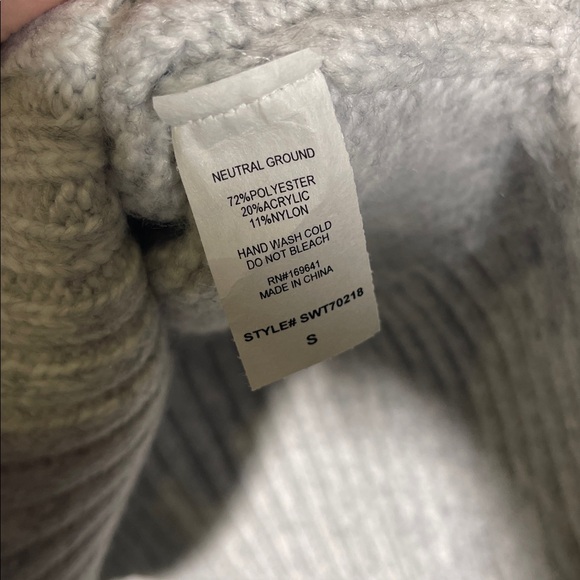 NEUTRAL GROUND
72%POLYESTER
20%ACRYLIC
11%NYLON
HAND WASH COLD
DO NOT BLEACH
RN#169641
MADE IN CHINA
STYLE# SWT70218
S